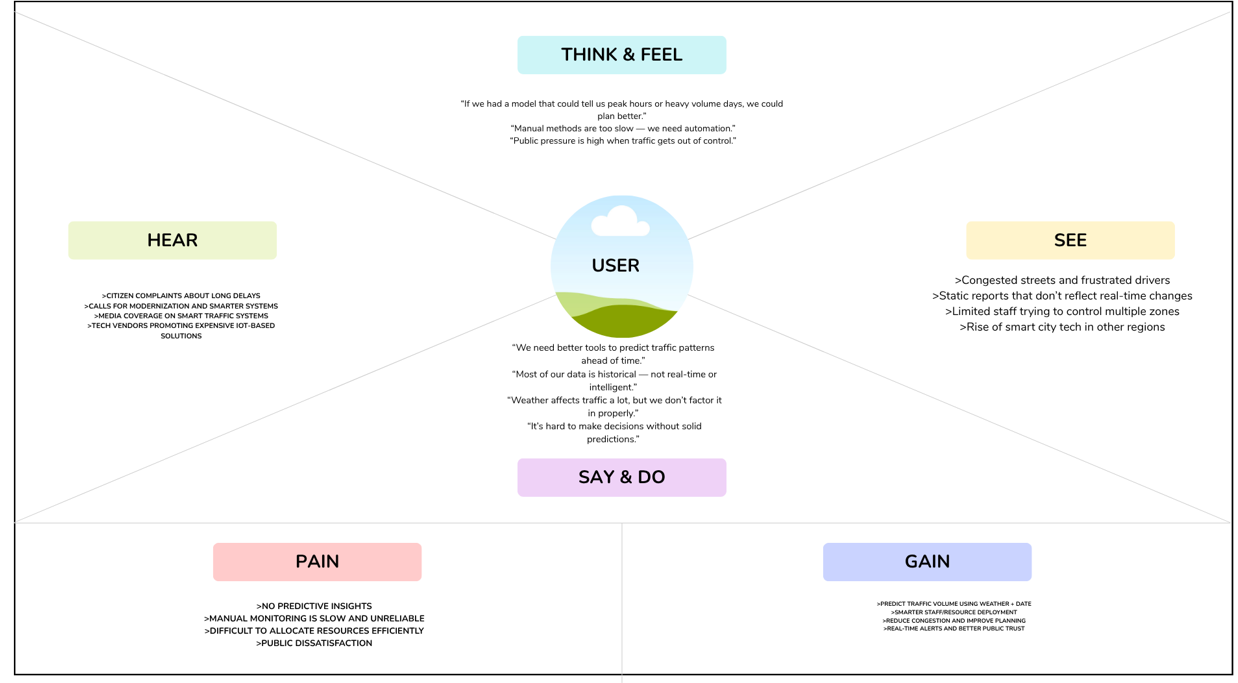 THINK & FEEL
“If we had a model that could tell us peak hours or heavy volume days, we could
plan better.”
“Manual methods are too slow — we need automation.”
“Public pressure is high when traffic gets out of control.”
HEAR
>CITIZEN COMPLAINTS ABOUT LONG DELAYS
>CALLS FOR MODERNIZATION AND SMARTER SYSTEMS
>MEDIA COVERAGE ON SMART TRAFFIC SYSTEMS
>TECH VENDORS PROMOTING EXPENSIVE IOT-BASED
SOLUTIONS
USER
SEE
>Congested streets and frustrated drivers
>Static reports that don’t reflect real-time changes
>Limited staff trying to control multiple zones
>Rise of smart city tech in other regions
“We need better tools to predict traffic patterns
ahead of time.”
“Most of our data is historical — not real-time or
intelligent.”
“Weather affects traffic a lot, but we don’t factor it
in properly.”
“It’s hard to make decisions without solid
predictions.”
SAY & DO
PAIN
>NO PREDICTIVE INSIGHTS
>MANUAL MONITORING IS SLOW AND UNRELIABLE
>DIFFICULT TO ALLOCATE RESOURCES EFFICIENTLY
>PUBLIC DISSATISFACTION
GAIN
>PREDICT TRAFFIC VOLUME USING WEATHER + DATE
>SMARTER STAFF/RESOURCE DEPLOYMENT
>REDUCE CONGESTION AND IMPROVE PLANNING
>REAL-TIME ALERTS AND BETTER PUBLIC TRUST